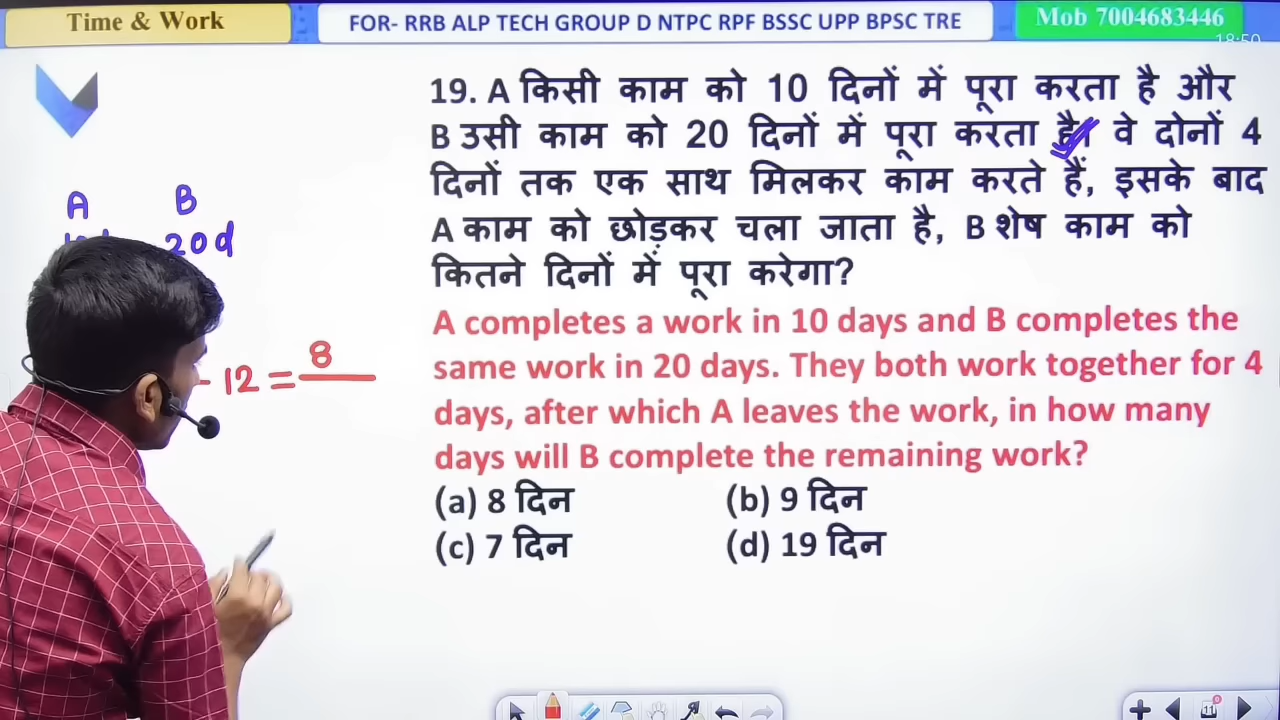 Time & Work
FOR- RRB ALP TECH GROUP D NTPC RPF BSSC UPP BPSC TRE
Mob 7004683446
18:50
19. A किसी काम को 10 दिनों में पूरा करता है और
B उसी काम को 20 दिनों में पूरा करता है। वे दोनों 4
दिनों तक एक साथ मिलकर काम करते हैं, इसके बाद
A काम को छोड़कर चला जाता है, B शेष काम को
कितने दिनों में पूरा करेगा?
A completes a work in 10 days and B completes the
same work in 20 days. They both work together for 4
days, after which A leaves the work, in how many
days will B complete the remaining work?
(a) 8 दिन (b) 9 दिन
(c) 7 दिन (d) 19 दिन
A B
20d
8
- 12 =
11